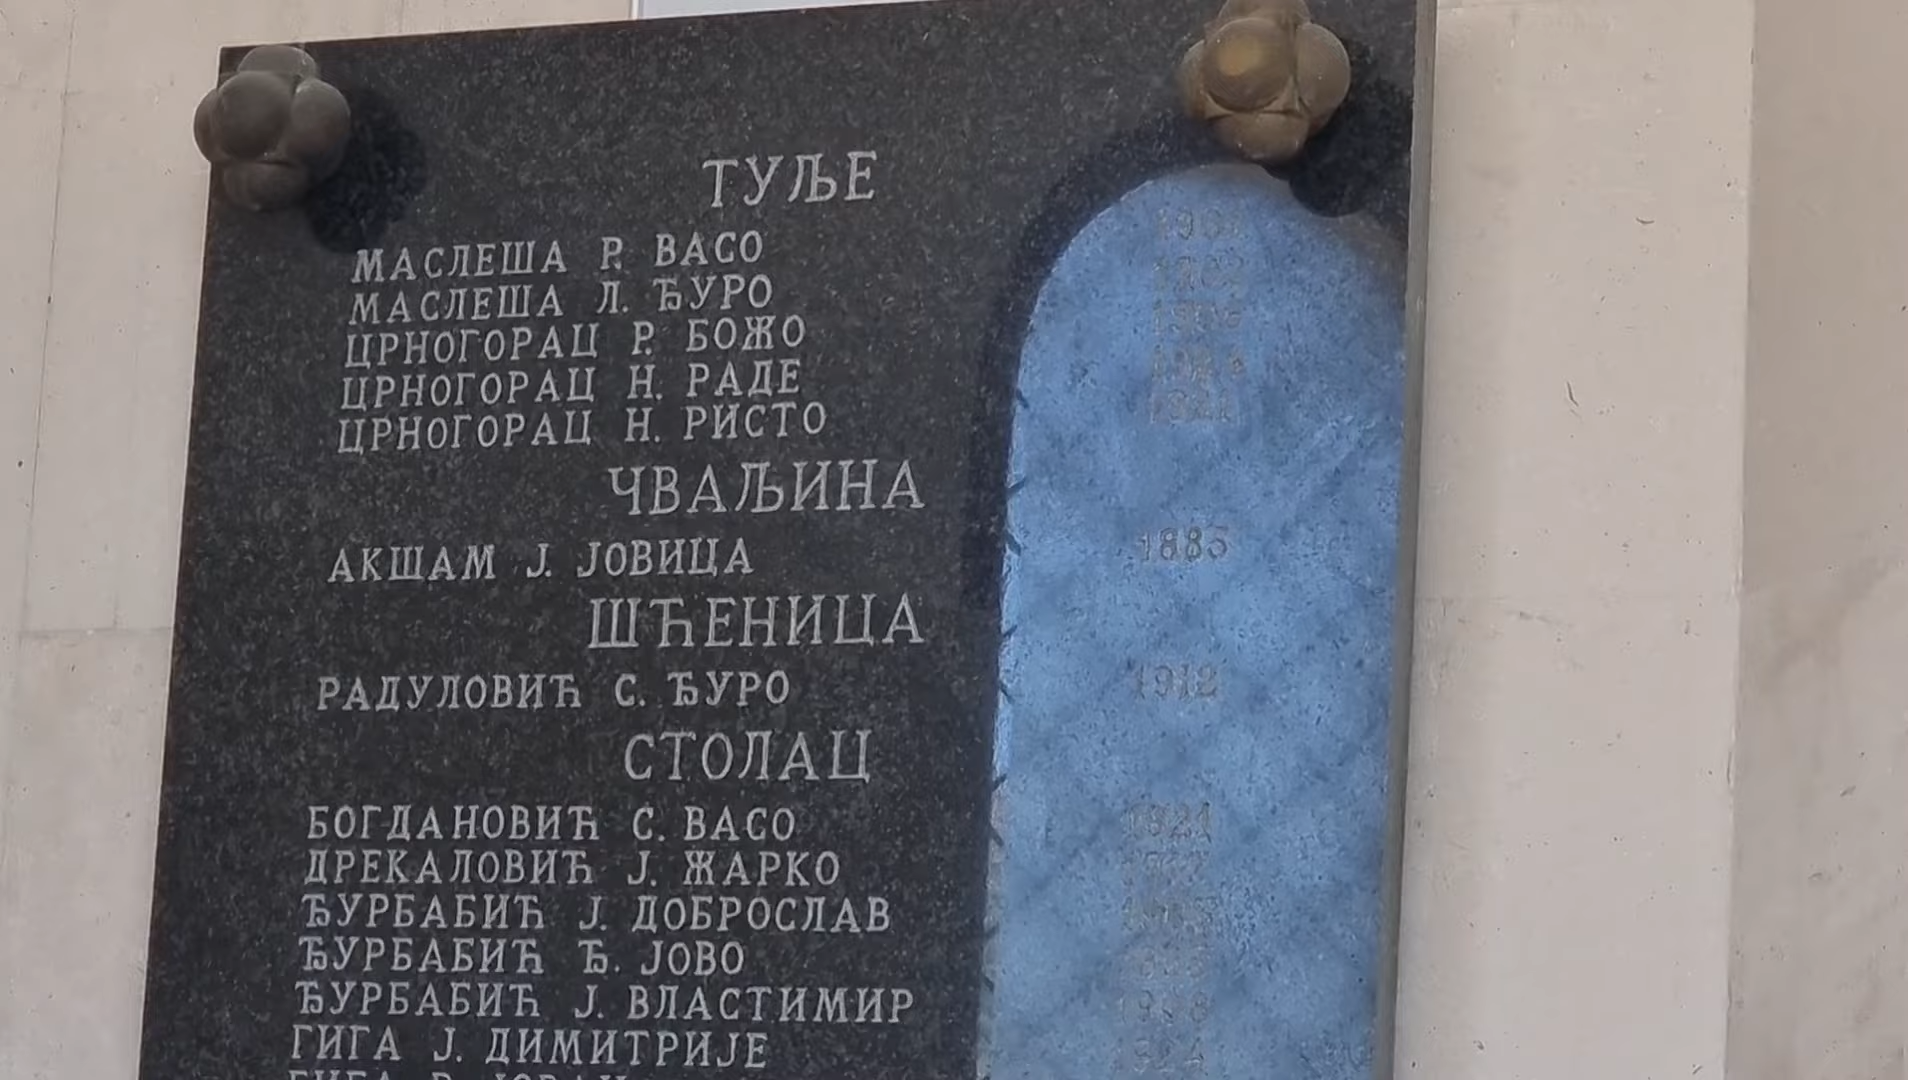 ТУЉЕ
МАСЛЕША Р. ВАСО
МАСЛЕША Л. ЂУРО
ЦРНОГОРАЦ Р. БОЖО
ЦРНОГОРАЦ Н. РАДЕ
ЦРНОГОРАЦ Н. РИСТО
ЧВАЉИНА
АКШАМ Ј. ЈОВИЦА 1885
ШЋЕНИЦА
РАДУЛОВИЋ С. ЂУРО 1912
СТОЛАЦ
БОГДАНОВИЋ С. ВАСО 1921
ДРЕКАЛОВИЋ Ј. ЖАРКО
ЂУРБАБИЋ Ј. ДОБРОСЛАВ
ЂУРБАБИЋ Ђ. ЈОВО
ЂУРБАБИЋ Ј. ВЛАСТИМИР
ГИГА Ј. ДИМИТРИЈЕ